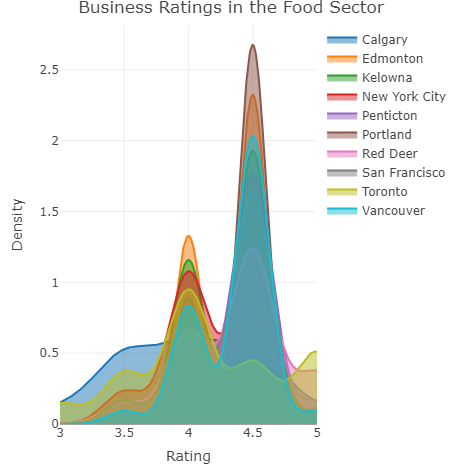 Business Ratings in the Food Sector
Calgary
Edmonton
Kelowna
New York City
Penticton
Portland
Red Deer
San Francisco
Toronto
Vancouver
2.5
2
1.5
1
0.5
0
3 3.5 4 4.5 5
Density
Rating